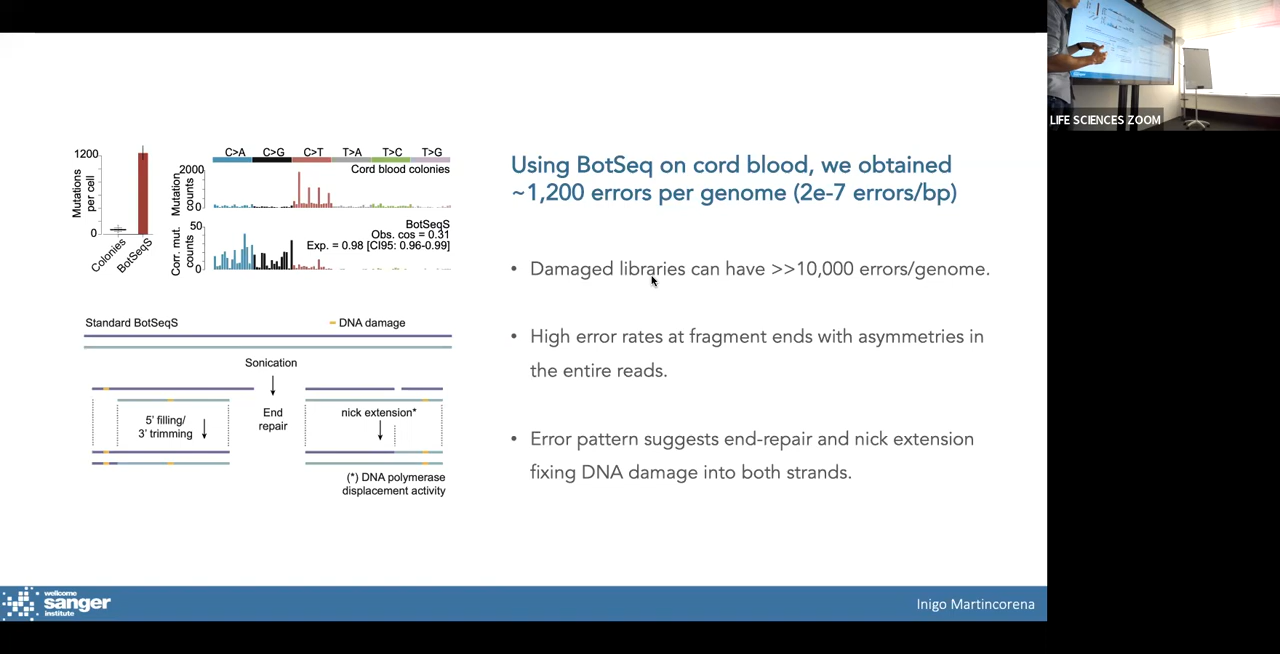 1200
0
Mutations
per cell
Colonies
BotSeqS
C>A C>G C>T T>A T>C T>G
Cord blood colonies
2000
Mutation
counts
0
BotSeqS
Obs. cos = 0.31
Exp. = 0.98 [CI95: 0.96-0.99]
50
Corr. mut.
counts
0
Standard BotSeqS
DNA damage
Sonication
5' filling/
3' trimming
End
repair
nick extension*
(*) DNA polymerase
displacement activity
Using BotSeq on cord blood, we obtained
~1,200 errors per genome (2e-7 errors/bp)
• Damaged libraries can have >>10,000 errors/genome.
• High error rates at fragment ends with asymmetries in
the entire reads.
• Error pattern suggests end-repair and nick extension
fixing DNA damage into both strands.
wellcome
sanger
institute
Inigo Martincorena
LIFE SCIENCES ZOOM